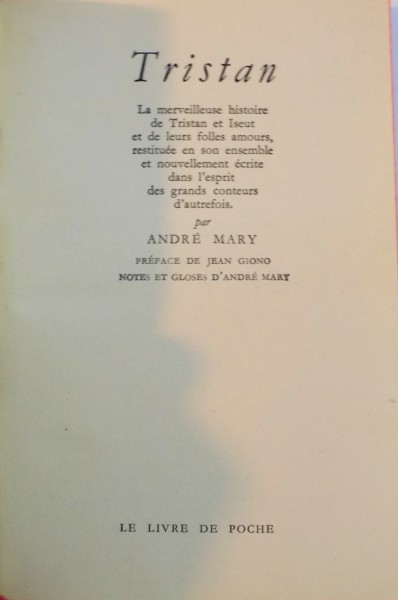 Tristan
La merveilleuse histoire
de Tristan et Iseut
et de leurs folles amours,
restituée en son ensemble
et nouvellement écrite
dans l'esprit
des grands conteurs
d'autrefois.
par
ANDRÉ MARY
PRÉFACE DE JEAN GIONO
NOTES ET GLOSES D'ANDRÉ MARY
LE LIVRE DE POCHE